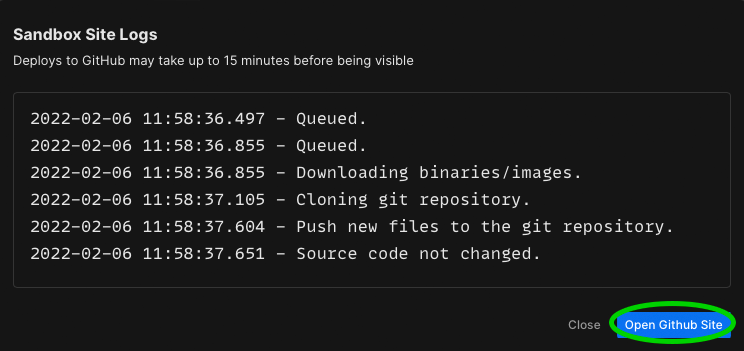 Sandbox Site Logs
Deploys to GitHub may take up to 15 minutes before being visible
2022-02-06 11:58:36.497 – Queued.
2022-02-06 11:58:36.855 – Queued.
2022-02-06 11:58:36.855 – Downloading binaries/images.
2022-02-06 11:58:37.105 – Cloning git repository.
2022-02-06 11:58:37.604 – Push new files to the git repository.
2022-02-06 11:58:37.651 – Source code not changed.
Close Open Github Site